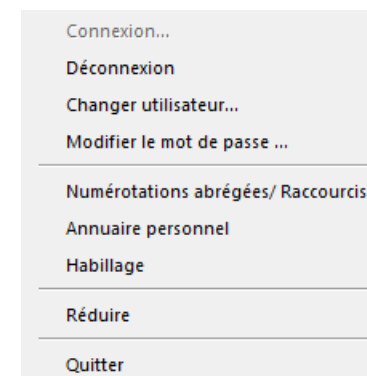 Connexion...
Déconnexion
Changer utilisateur...
Modifier le mot de passe ...
Numérotations abrégées/ Raccourcis
Annuaire personnel
Habillage
Réduire
Quitter